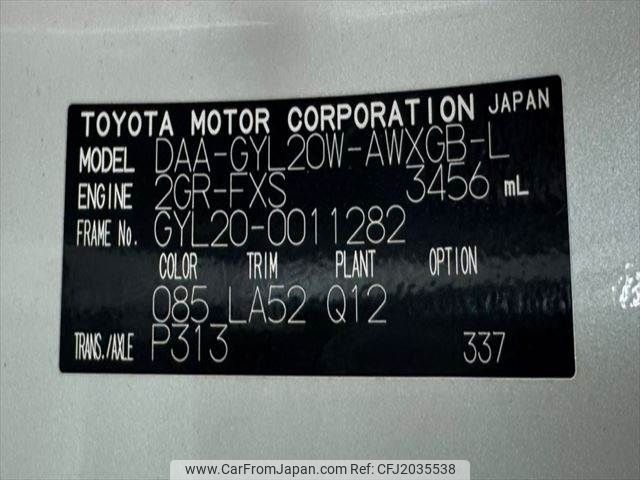 TOYOTA MOTOR CORPORATION JAPAN
MODEL DAA-GYL20W-AWXGB-L
ENGINE 2GR-FXS 3456 mL
FRAME No. GYL20-0011282
COLOR TRIM PLANT OPTION
085 LA52 Q12
TRANS./AXLE P313 337
www.CarFromJapan.com | CFJ2035538